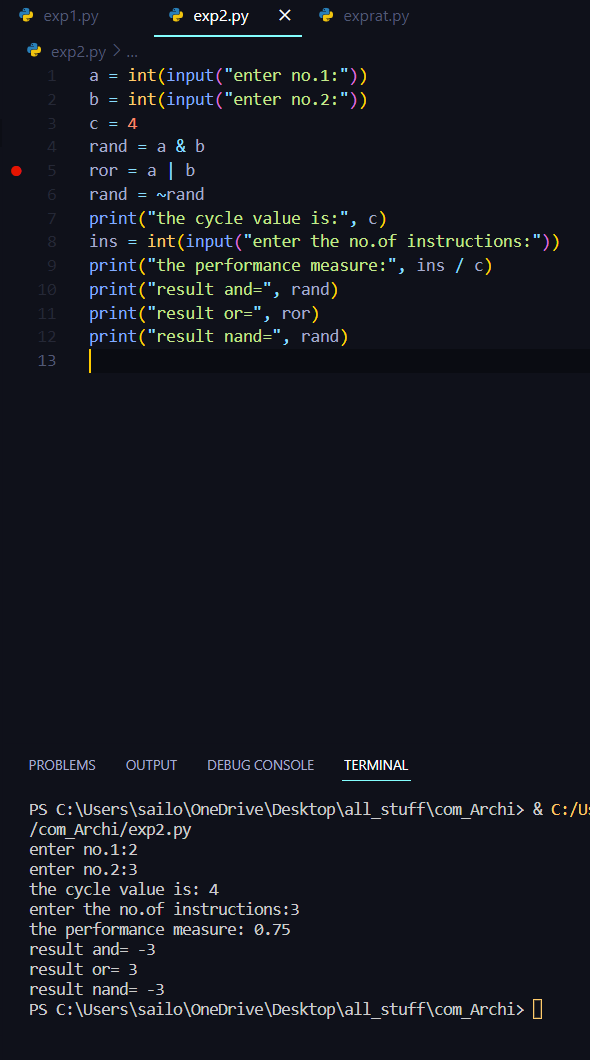 exp1.py exp2.py × exprat.py
exp2.py > ...
1 a = int(input("enter no.1:"))
2 b = int(input("enter no.2:"))
3 c = 4
4 rand = a & b
5 ror = a | b
6 rand = ~rand
7 print("the cycle value is:", c)
8 ins = int(input("enter the no.of instructions:"))
9 print("the performance measure:", ins / c)
10 print("result and=", rand)
11 print("result or=", ror)
12 print("result nand=", rand)
13
PROBLEMS OUTPUT DEBUG CONSOLE TERMINAL
PS C:\Users\sailo\OneDrive\Desktop\all_stuff\com_Archi> & C:/Us
/com_Archi/exp2.py
enter no.1:2
enter no.2:3
the cycle value is: 4
enter the no.of instructions:3
the performance measure: 0.75
result and= -3
result or= 3
result nand= -3
PS C:\Users\sailo\OneDrive\Desktop\all_stuff\com_Archi>